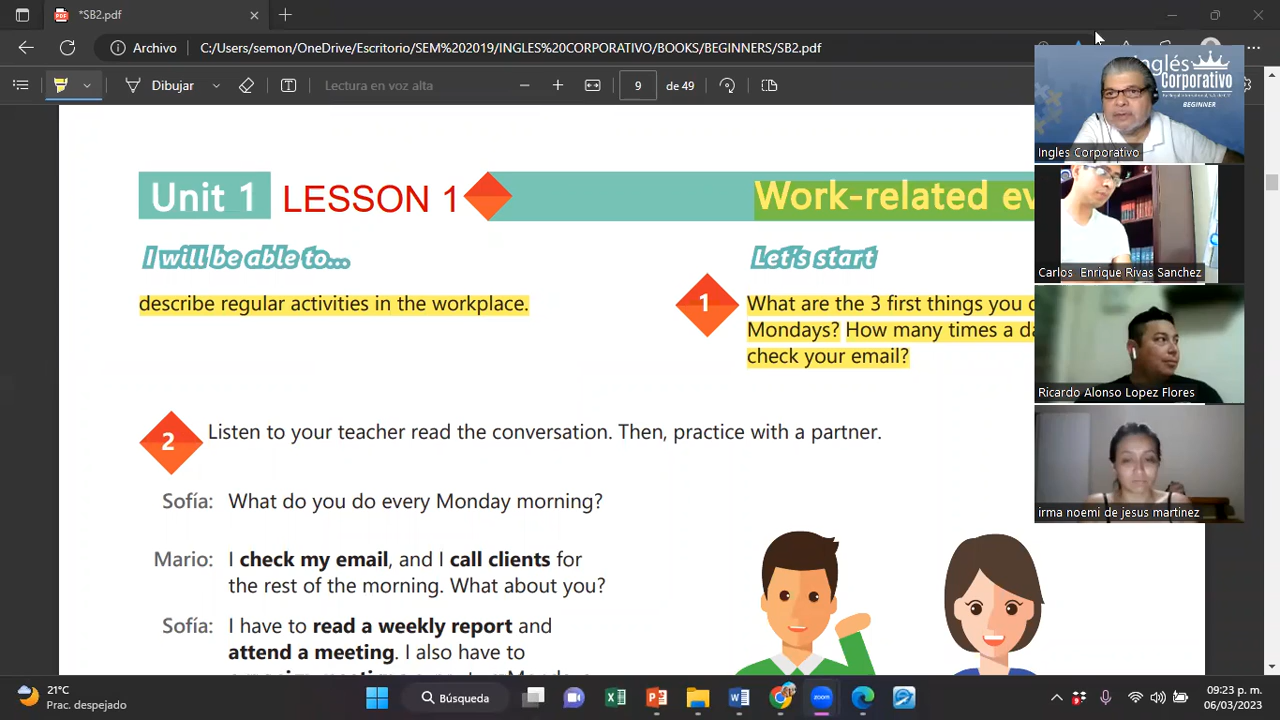 *SB2.pdf
Archivo
C:/Users/semon/OneDrive/Escritorio/SEM%202019/INGLES%20CORPORATIVO/BOOKS/BEGINNERS/SB2.pdf
Dibujar
Lectura en voz alta
9
de 49
Inglés
Corporativo
BEGINNER
Ingles Corporativo
Carlos Enrique Rivas Sanchez
Ricardo Alonso Lopez Flores
irma noemi de jesus martinez
Unit 1
LESSON 1
Work-related ev
I will be able to...
Let's start
describe regular activities in the workplace.
1
What are the 3 first things you
Mondays? How many times a da
check your email?
2
Listen to your teacher read the conversation. Then, practice with a partner.
Sofía: What do you do every Monday morning?
Mario: I check my email, and I call clients for
the rest of the morning. What about you?
Sofía: I have to read a weekly report and
attend a meeting. I also have to
21°C
Prac. despejado
Búsqueda
09:23 p. m.
06/03/2023